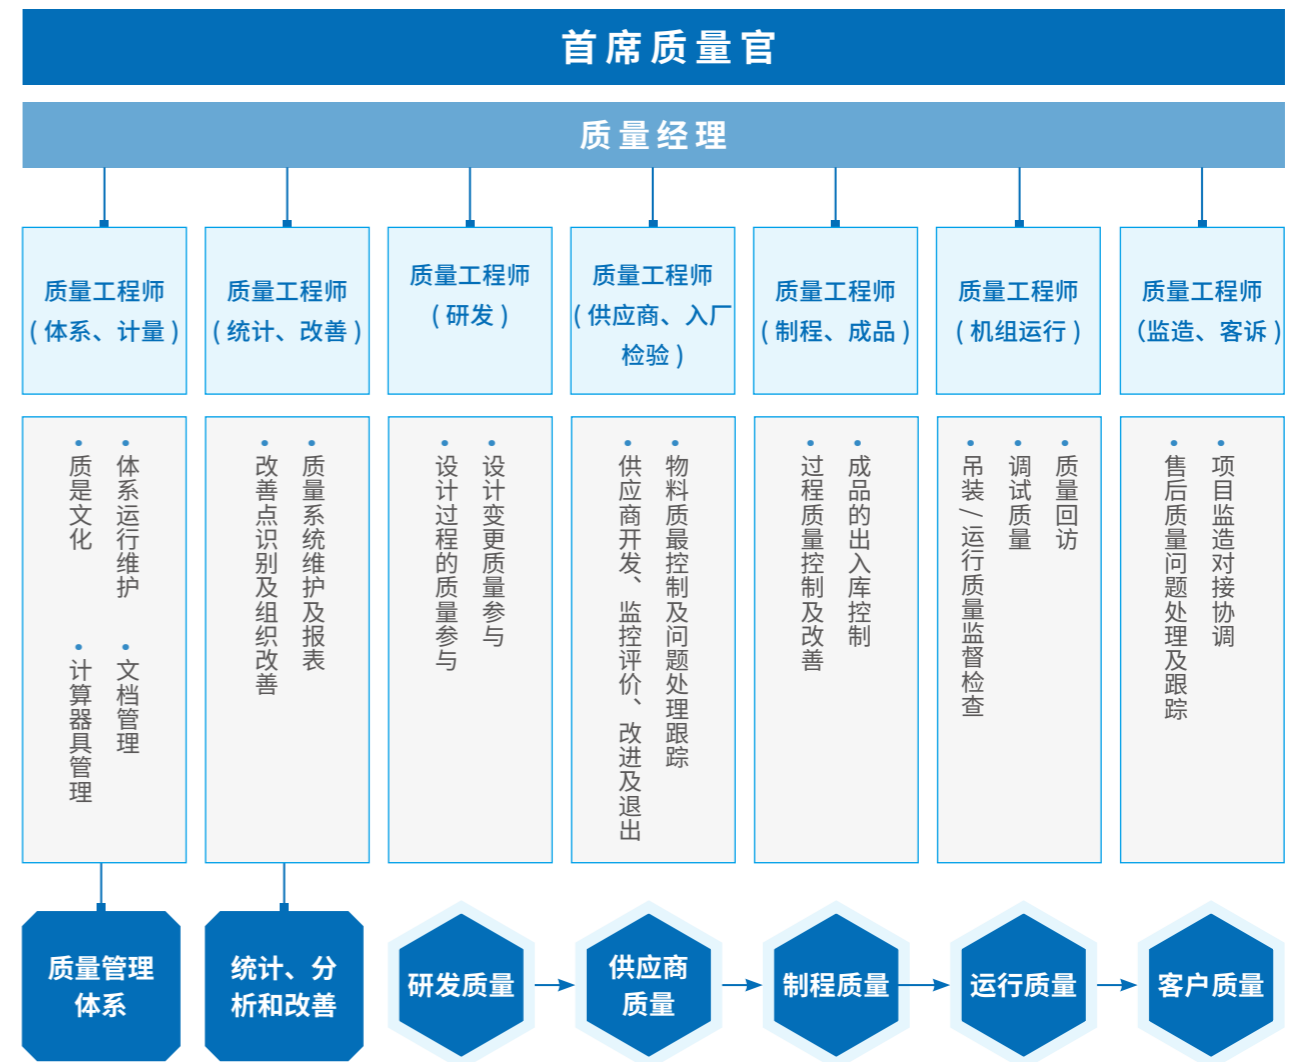 首席质量官
质量经理
质量工程师
(体系、计量)
质量工程师
(统计、改善)
质量工程师
(研发)
质量工程师
(供应商、入厂
检验)
质量工程师
(制程、成品)
质量工程师
(机组运行)
质量工程师
(监造、客诉)
• 体系运行维护
• 文档管理
• 质是文化
• 计算器具管理
• 质量系统维护及报表
• 改善点识别及组织改善
• 设计变更质量参与
• 设计过程的质量参与
• 物料质最控制及问题处理跟踪
• 供应商开发、监控评价、改进及退出
• 成品的出入库控制
• 过程质量控制及改善
• 质量回访
• 调试质量
• 吊装/运行质量监督检查
• 项目监造对接协调
• 售后质量问题处理及跟踪
质量管理
体系
统计、分
析和改善
研发质量
供应商
质量
制程质量
运行质量
客户质量